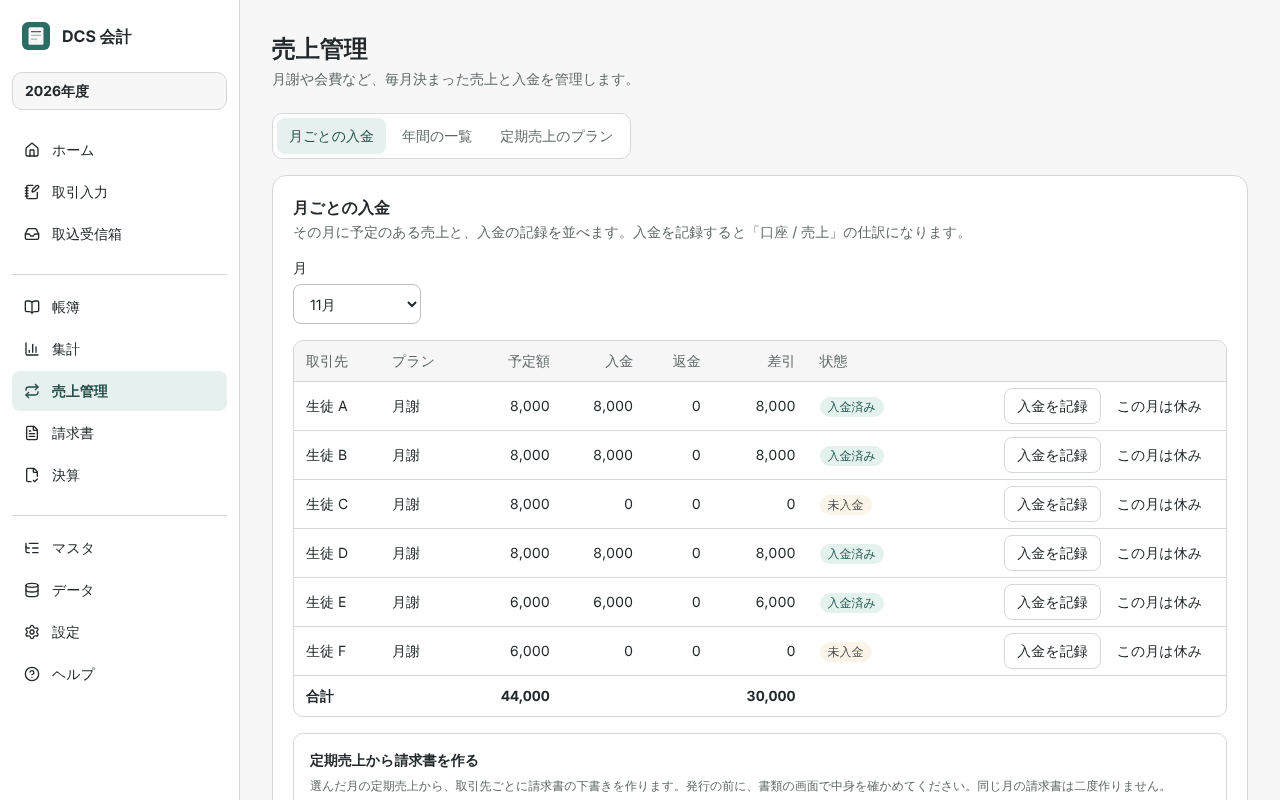 DCS 会計
2026年度
ホーム
取引入力
取込受信箱
帳簿
集計
売上管理
請求書
決算
マスタ
データ
設定
ヘルプ
売上管理
月謝や会費など、毎月決まった売上と入金を管理します。
月ごとの入金 年間の一覧 定期売上のプラン
月ごとの入金
その月に予定のある売上と、入金の記録を並べます。入金を記録すると「口座 / 売上」の仕訳になります。
月
11月
取引先 プラン 予定額 入金 返金 差引 状態
生徒 A 月謝 8,000 8,000 0 8,000 入金済み 入金を記録 この月は休み
生徒 B 月謝 8,000 8,000 0 8,000 入金済み 入金を記録 この月は休み
生徒 C 月謝 8,000 0 0 0 未入金 入金を記録 この月は休み
生徒 D 月謝 8,000 8,000 0 8,000 入金済み 入金を記録 この月は休み
生徒 E 月謝 6,000 6,000 0 6,000 入金済み 入金を記録 この月は休み
生徒 F 月謝 6,000 0 0 0 未入金 入金を記録 この月は休み
合計 44,000 30,000
定期売上から請求書を作る
選んだ月の定期売上から、取引先ごとに請求書の下書きを作ります。発行の前に、書類の画面で中身を確かめてください。同じ月の請求書は二度作りません。